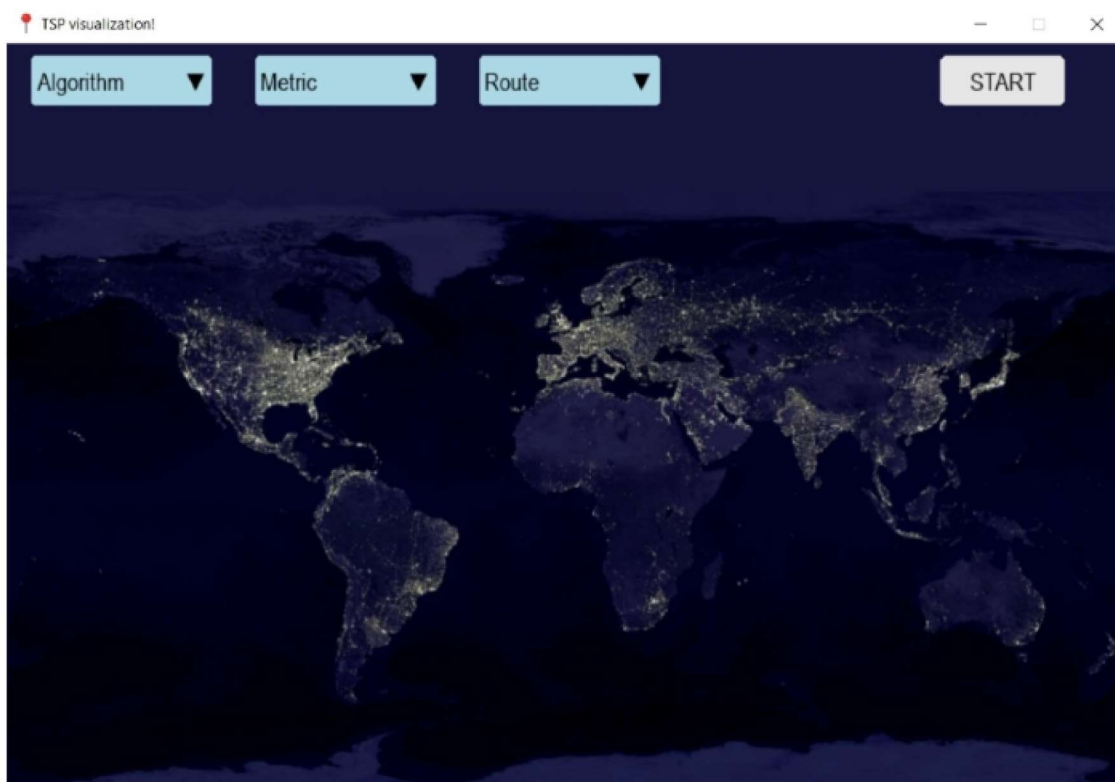 TSP visualization!
Algorithm ▼ Metric ▼ Route ▼ START